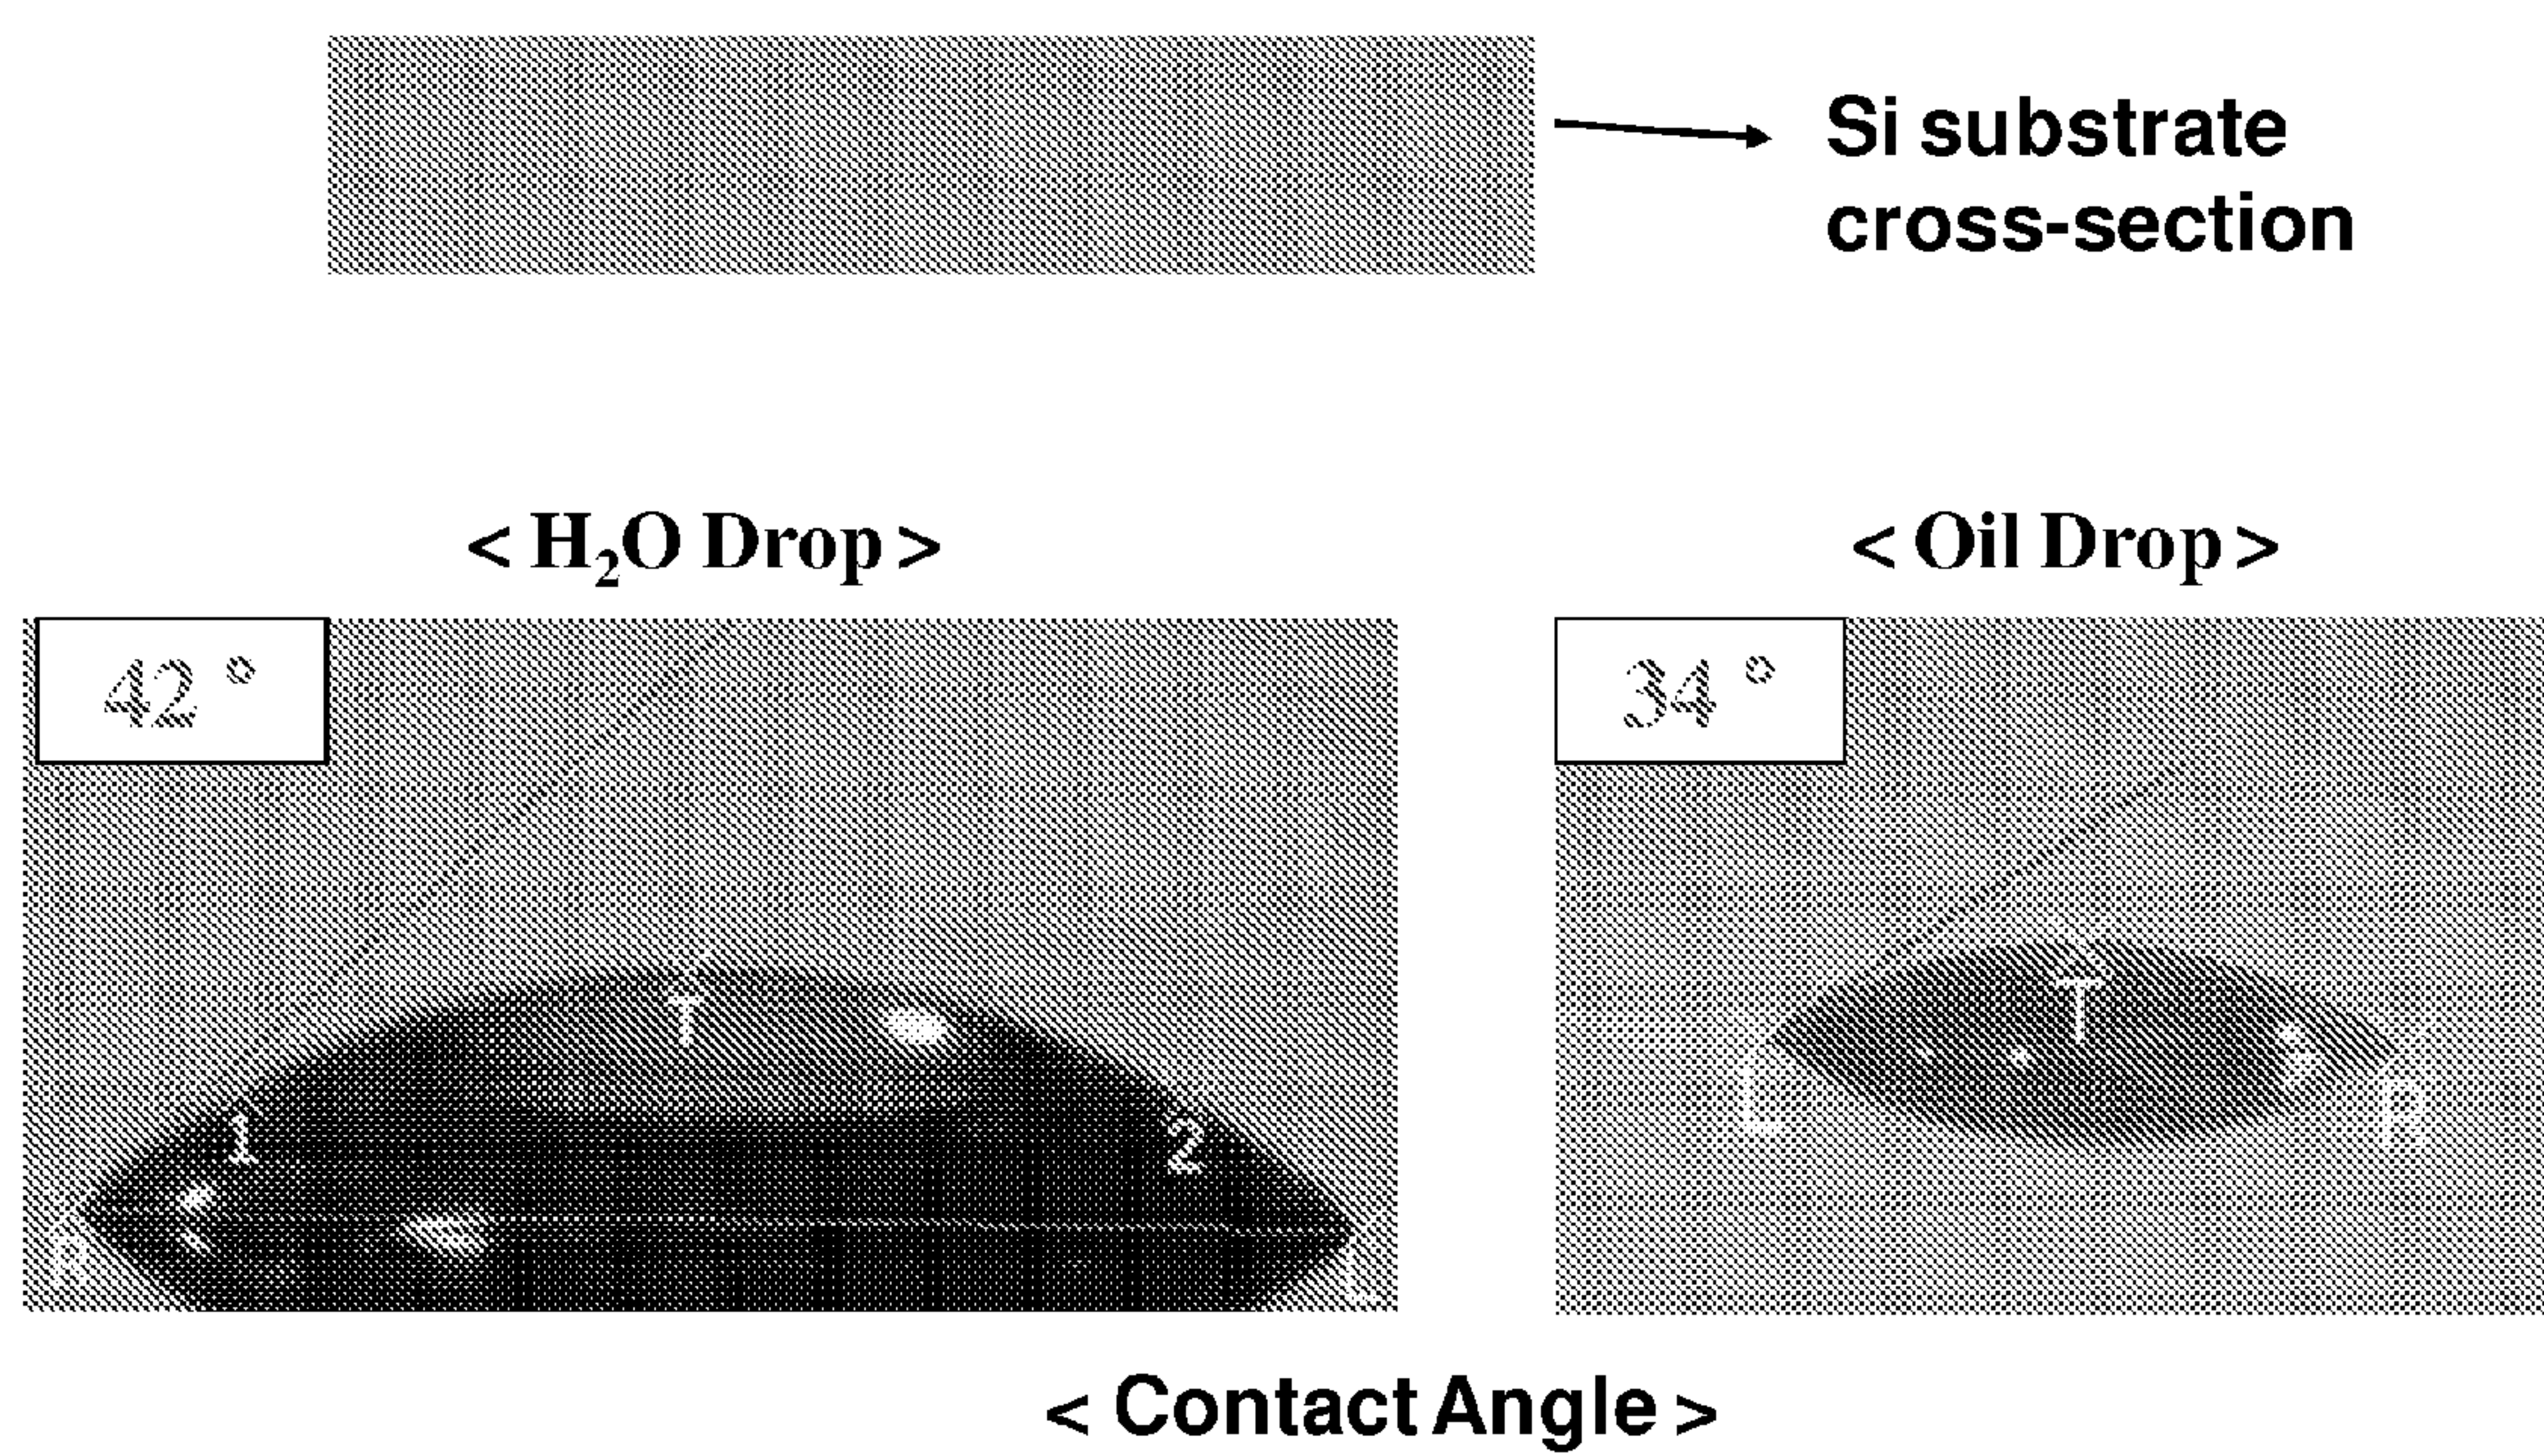 Si substrate
cross-section
< H₂O Drop >
< Oil Drop >
42 °
34 °
T
1
2
R
L
T
L
R
< Contact Angle >